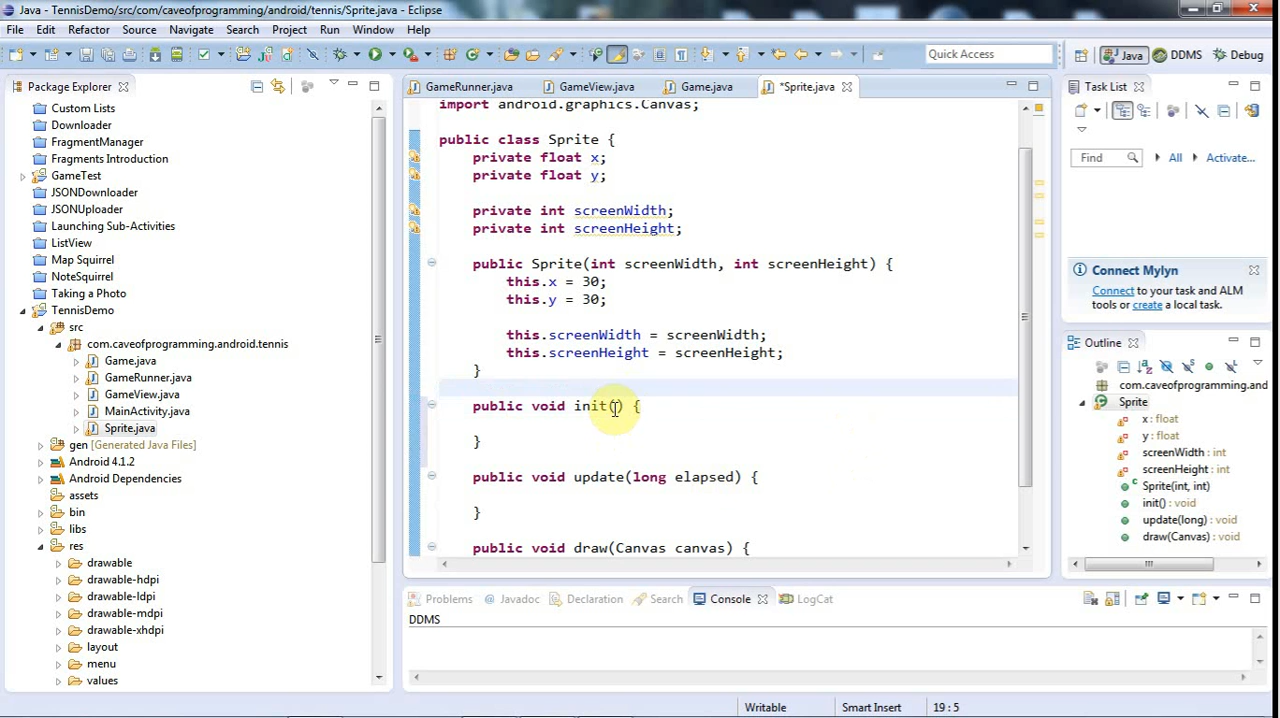 Java - TennisDemo/src/com/caveofprogramming/android/tennis/Sprite.java - Eclipse
File Edit Refactor Source Navigate Search Project Run Window Help
Quick Access Java DDMS Debug
Package Explorer
Custom Lists
Downloader
FragmentManager
Fragments Introduction
GameTest
JSONDownloader
JSONUploader
Launching Sub-Activities
ListView
Map Squirrel
NoteSquirrel
Taking a Photo
TennisDemo
src
com.caveofprogramming.android.tennis
Game.java
GameRunner.java
GameView.java
MainActivity.java
Sprite.java
gen [Generated Java Files]
Android 4.1.2
Android Dependencies
assets
bin
libs
res
drawable
drawable-hdpi
drawable-ldpi
drawable-mdpi
drawable-xhdpi
layout
menu
values
GameRunner.java GameView.java Game.java *Sprite.java
import android.graphics.Canvas;
public class Sprite {
private float x;
private float y;
private int screenWidth;
private int screenHeight;
public Sprite(int screenWidth, int screenHeight) {
this.x = 30;
this.y = 30;
this.screenWidth = screenWidth;
this.screenHeight = screenHeight;
}
public void init() {
}
public void update(long elapsed) {
}
public void draw(Canvas canvas) {
Problems Javadoc Declaration Search Console LogCat
DDMS
Task List
Find All Activate...
Connect Mylyn
Connect to your task and ALM
tools or create a local task.
Outline
com.caveofprogramming.and
Sprite
x : float
y : float
screenWidth : int
screenHeight : int
Sprite(int, int)
init() : void
update(long) : void
draw(Canvas) : void
Writable Smart Insert 19 : 5